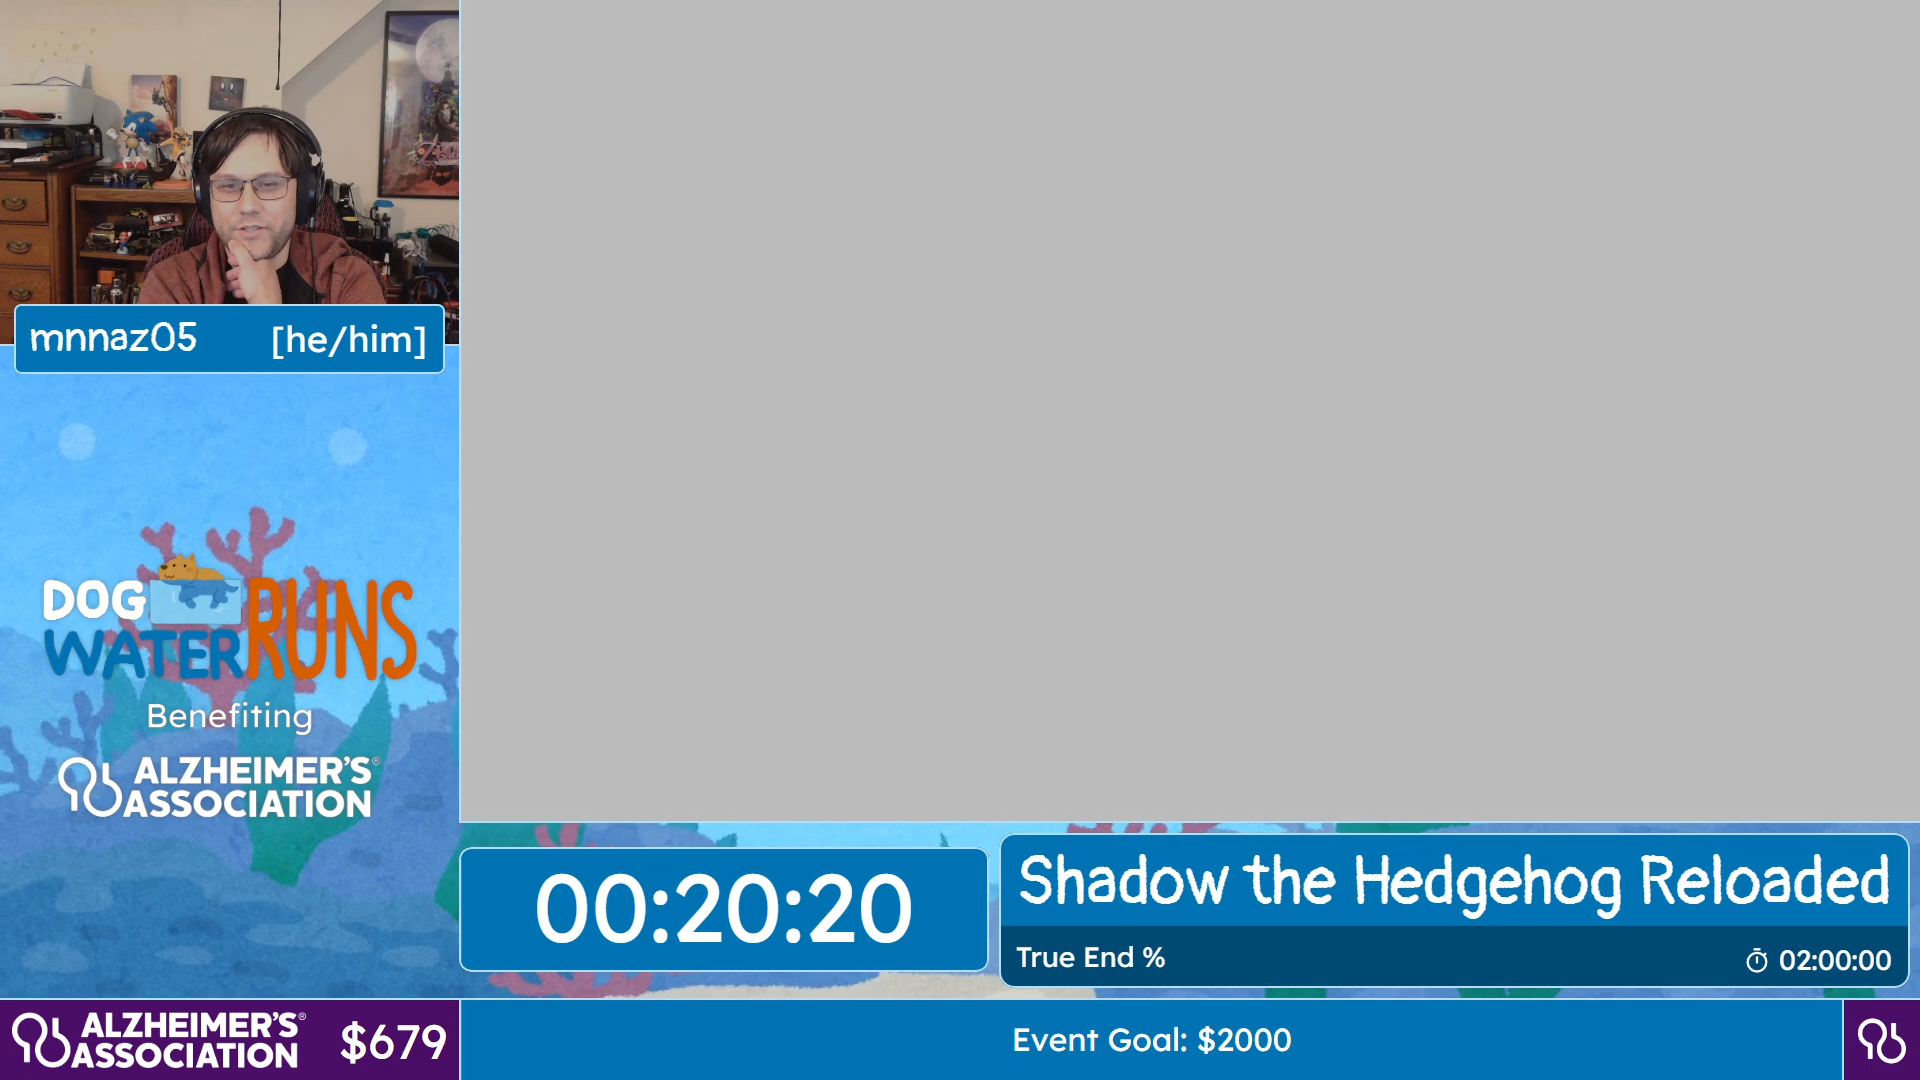 mnnaz05 [he/him]
DOG
WATER RUNS
Benefiting
ALZHEIMER'S®
ASSOCIATION
00:20:20
Shadow the Hedgehog Reloaded
True End % 02:00:00
ALZHEIMER'S®
ASSOCIATION
$679
Event Goal: $2000